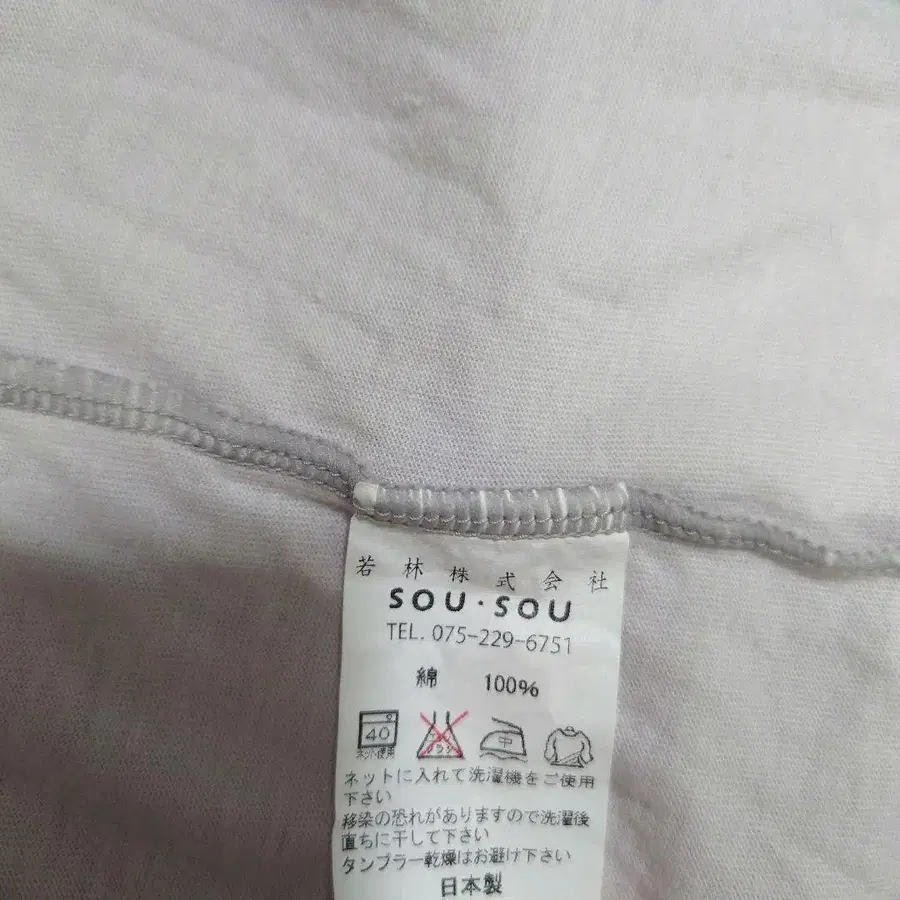 若林株式会社
SOU・SOU
TEL. 075-229-6751
綿 100%
40 中
ネット使用
ネットに入れて洗濯機をご使用
下さい
移染の恐れがありますので洗濯後
直ちに干して下さい
タンブラー乾燥はお避け下さい
日本製